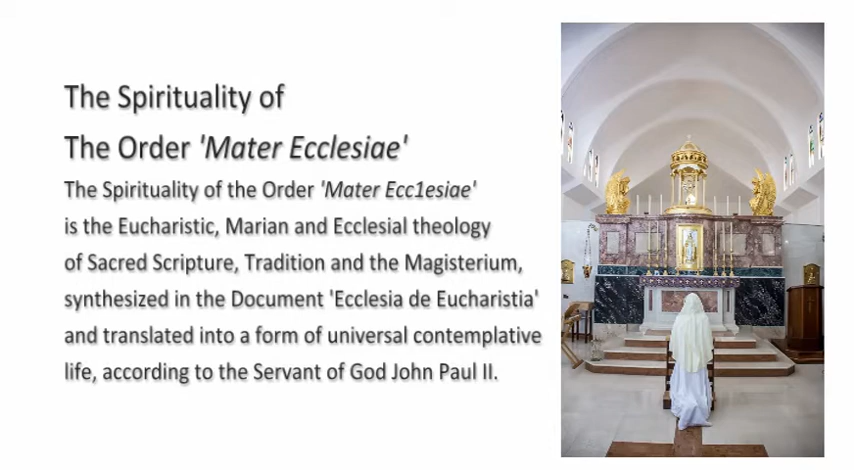 The Spirituality of
The Order 'Mater Ecclesiae'
The Spirituality of the Order 'Mater Ecc1esiae'
is the Eucharistic, Marian and Ecclesial theology
of Sacred Scripture, Tradition and the Magisterium,
synthesized in the Document 'Ecclesia de Eucharistia'
and translated into a form of universal contemplative
life, according to the Servant of God John Paul II.